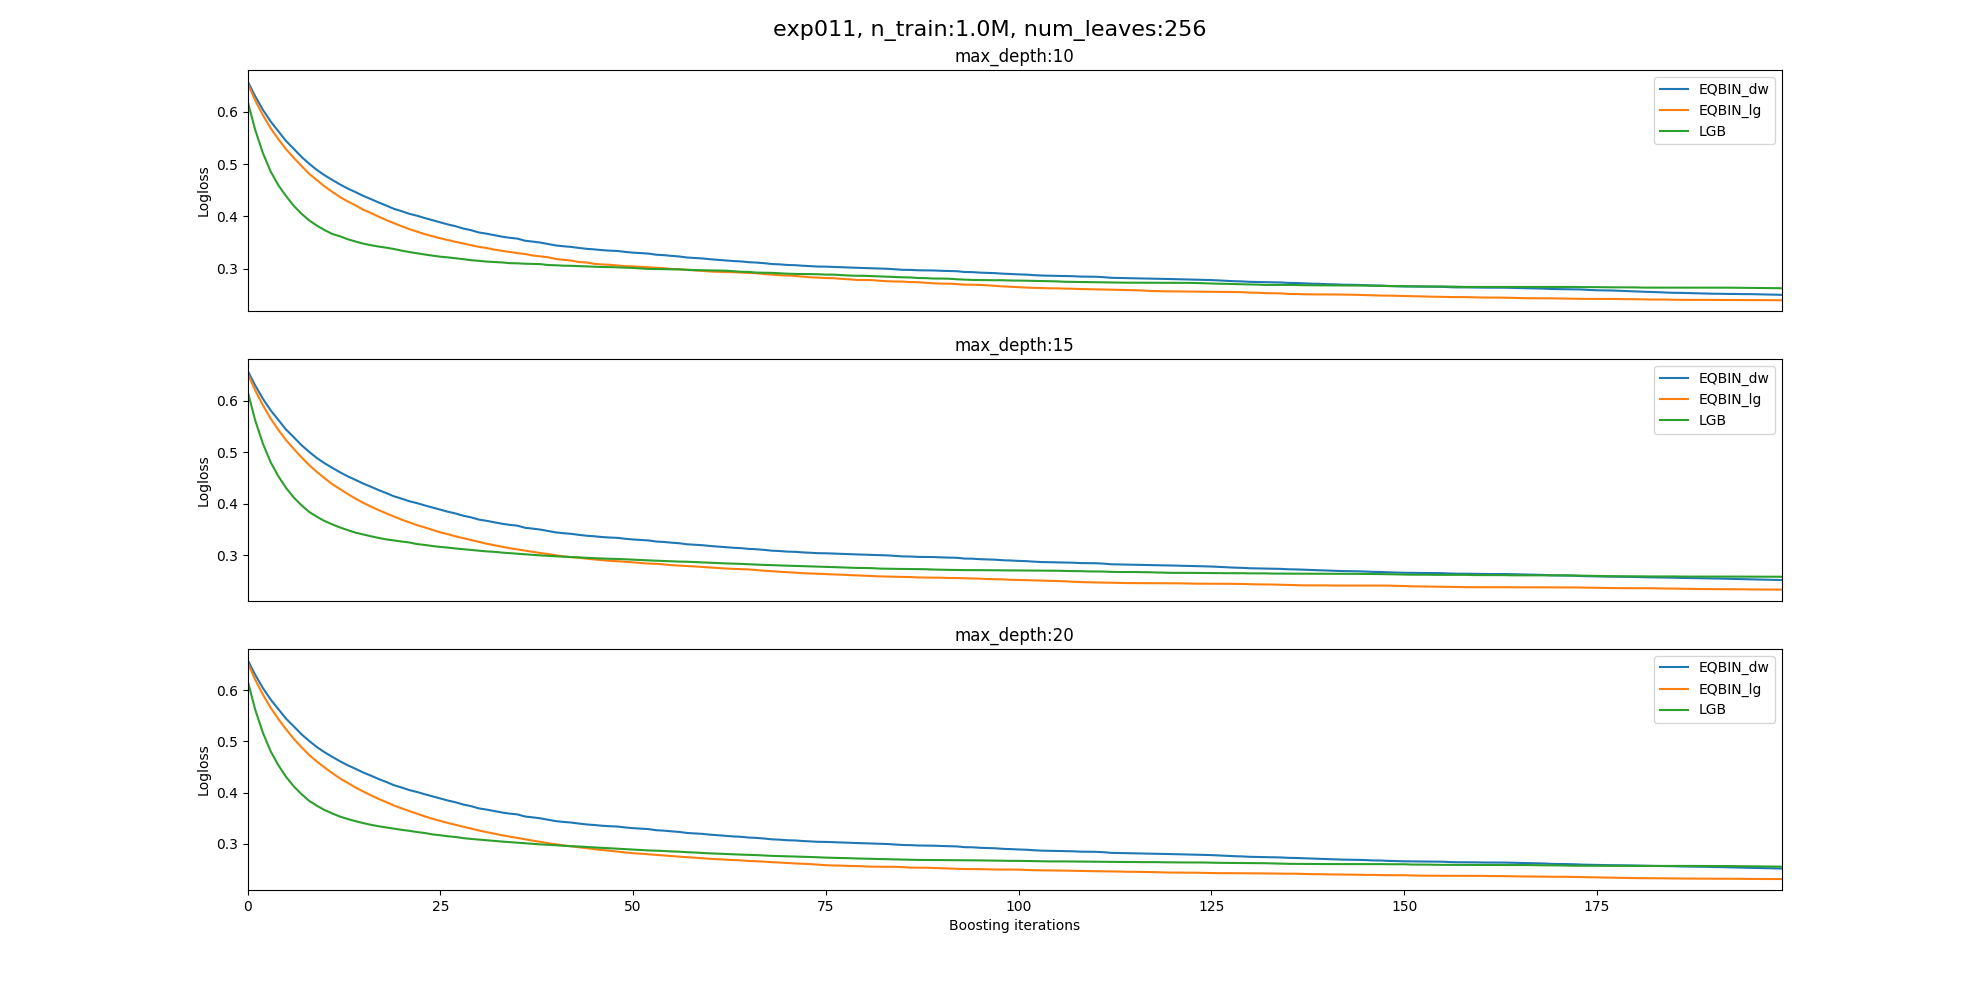 exp011, n_train:1.0M, num_leaves:256
max_depth:10
EQBIN_dw
EQBIN_lg
LGB
0.6
0.5
0.4
0.3
Logloss
max_depth:15
EQBIN_dw
EQBIN_lg
LGB
0.6
0.5
0.4
0.3
Logloss
max_depth:20
EQBIN_dw
EQBIN_lg
LGB
0.6
0.5
0.4
0.3
Logloss
0 25 50 75 100 125 150 175
Boosting iterations